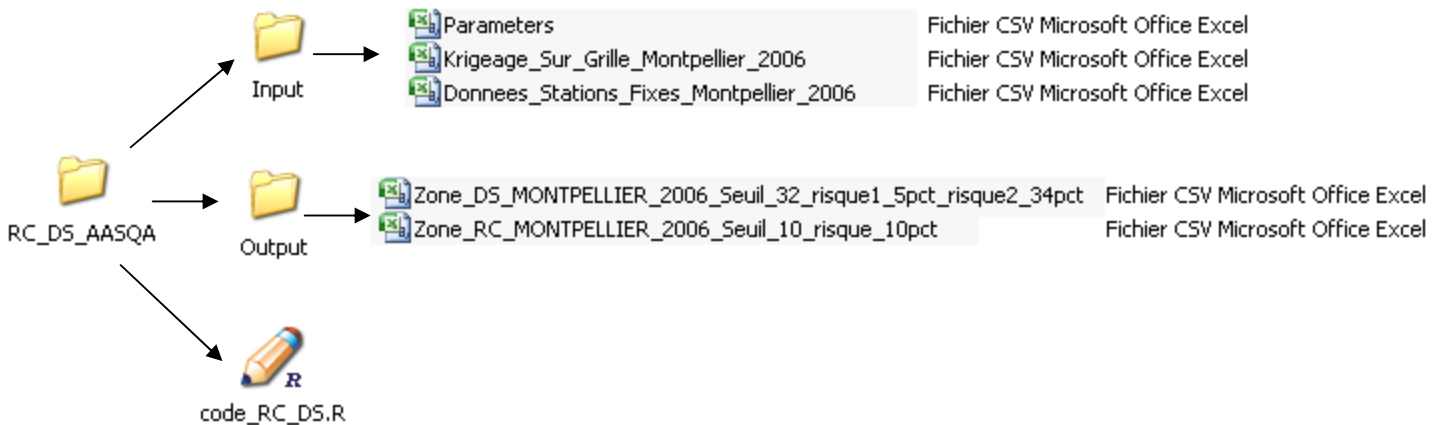 Parameters Fichier CSV Microsoft Office Excel
Krigeage_Sur_Grille_Montpellier_2006 Fichier CSV Microsoft Office Excel
Donnees_Stations_Fixes_Montpellier_2006 Fichier CSV Microsoft Office Excel
Input
Zone_DS_MONTPELLIER_2006_Seuil_32_risque1_5pct_risque2_34pct Fichier CSV Microsoft Office Excel
Zone_RC_MONTPELLIER_2006_Seuil_10_risque_10pct Fichier CSV Microsoft Office Excel
RC_DS_AASQA
Output
R
code_RC_DS.R